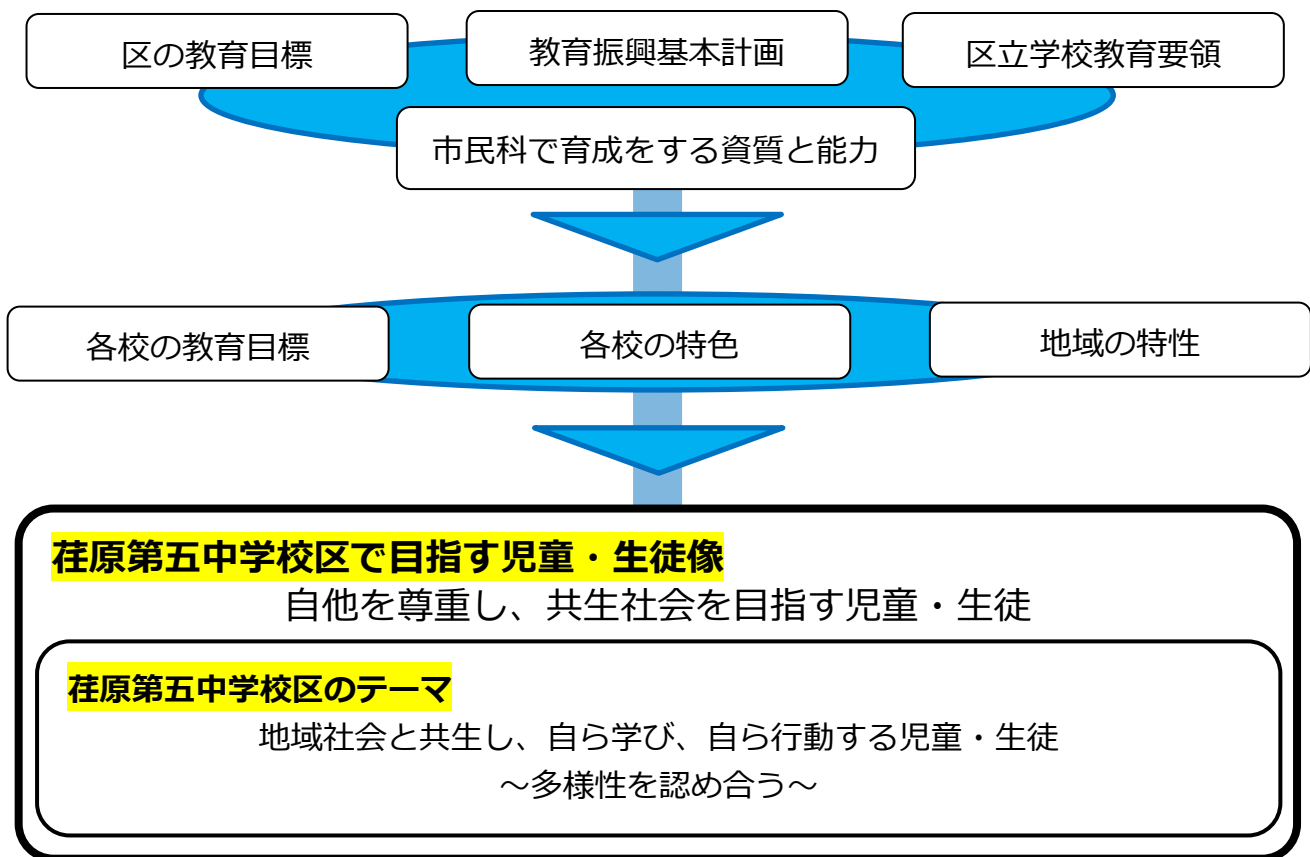 区の教育目標
教育振興基本計画
区立学校教育要領
市民科で育成をする資質と能力
各校の教育目標
各校の特色
地域の特性
荏原第五中学校区で目指す児童・生徒像
自他を尊重し、共生社会を目指す児童・生徒
荏原第五中学校区のテーマ
地域社会と共生し、自ら学び、自ら行動する児童・生徒
～多様性を認め合う～